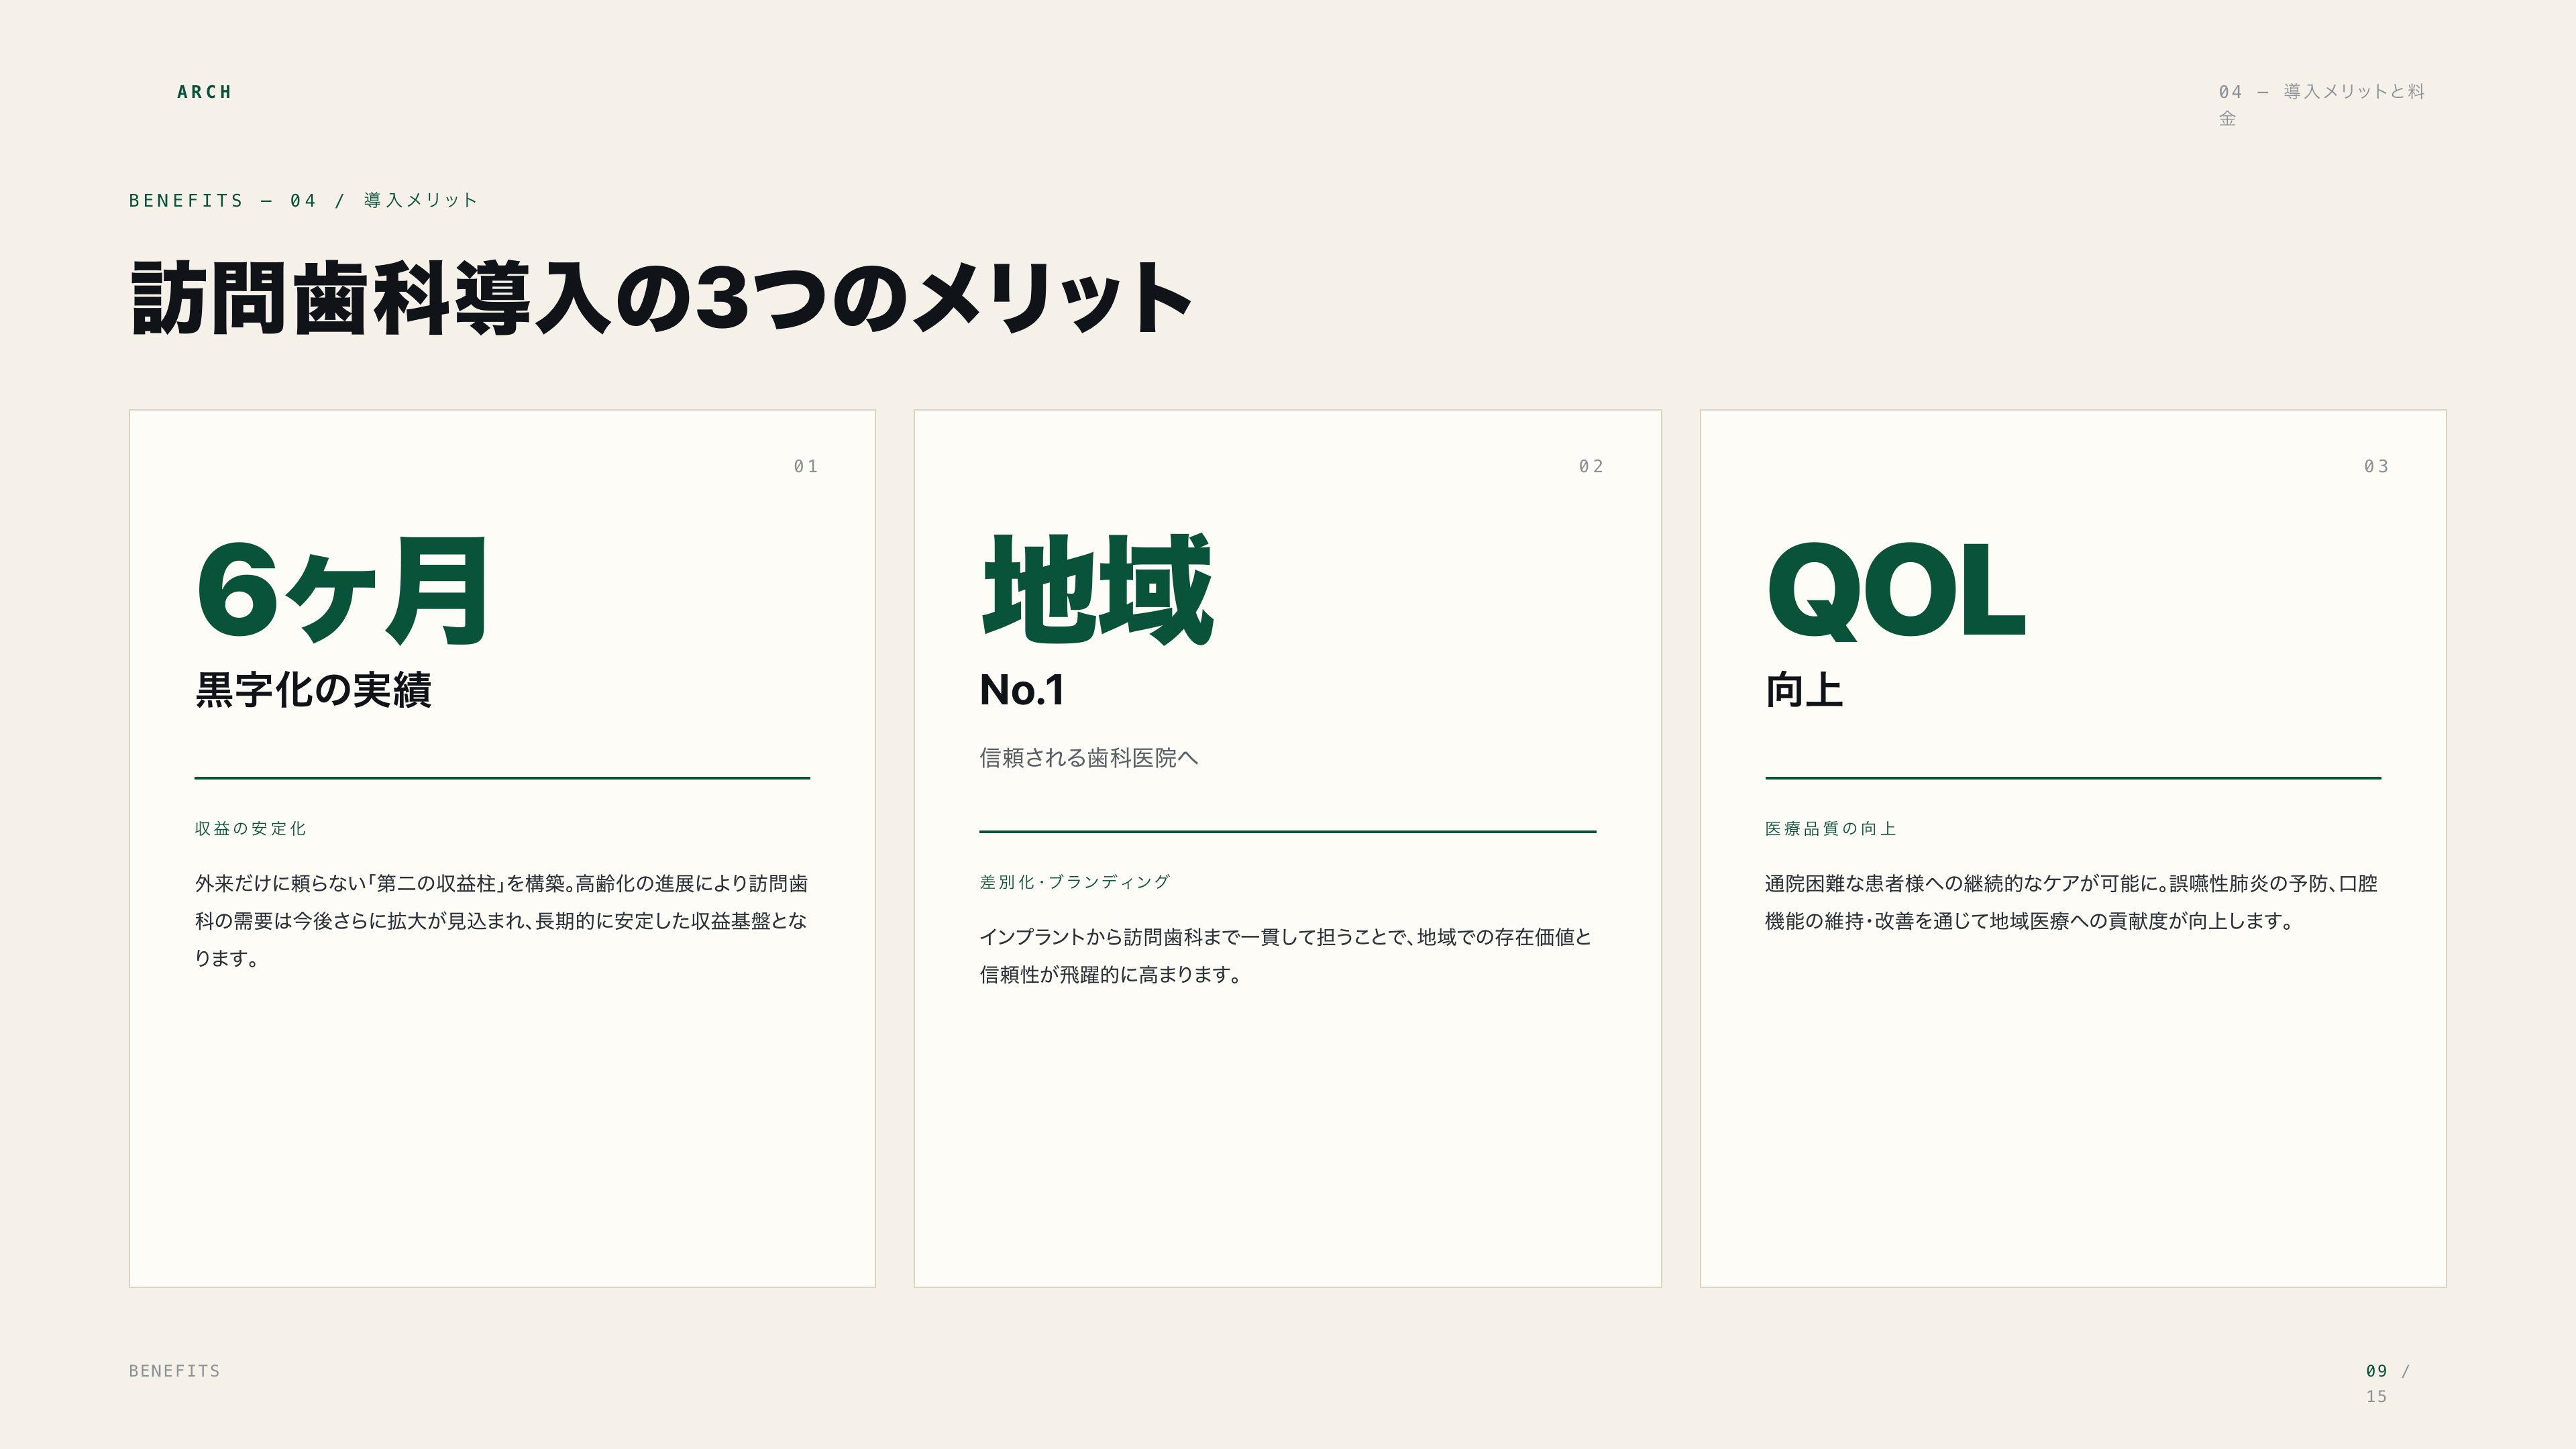 ARCH
04 — 導入メリットと料
金
BENEFITS — 04 / 導入メリット
訪問歯科導入の3つのメリット
01
6ヶ月
黒字化の実績
収益の安定化
外来だけに頼らない「第二の収益柱」を構築。高齢化の進展により訪問歯
科の需要は今後さらに拡大が見込まれ、長期的に安定した収益基盤とな
ります。
02
地域
No.1
信頼される歯科医院へ
差別化・ブランディング
インプラントから訪問歯科まで一貫して担うことで、地域での存在価値と
信頼性が飛躍的に高まります。
03
QOL
向上
医療品質の向上
通院困難な患者様への継続的なケアが可能に。誤嚥性肺炎の予防、口腔
機能の維持・改善を通じて地域医療への貢献度が向上します。
BENEFITS
09 /
15